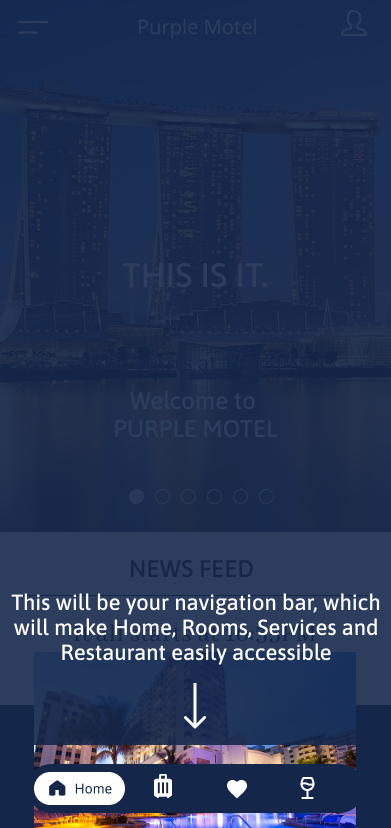 Purple Motel
THIS IS IT.
Welcome to
PURPLE MOTEL
NEWS FEED
This will be your navigation bar, which
will make Home, Rooms, Services and
Restaurant easily accessible
Home